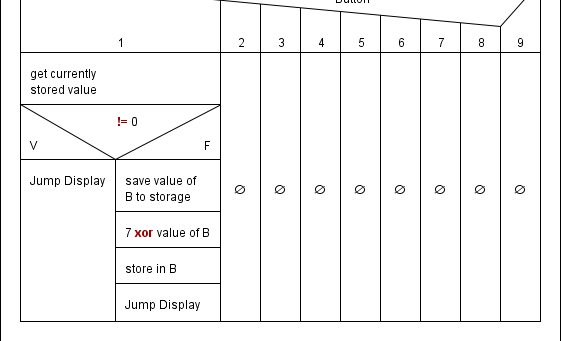 Button
1 2 3 4 5 6 7 8 9
get currently
stored value
!= 0
V F
Jump Display
save value of
B to storage
∅ ∅ ∅ ∅ ∅ ∅ ∅ ∅
7 xor value of B
store in B
Jump Display